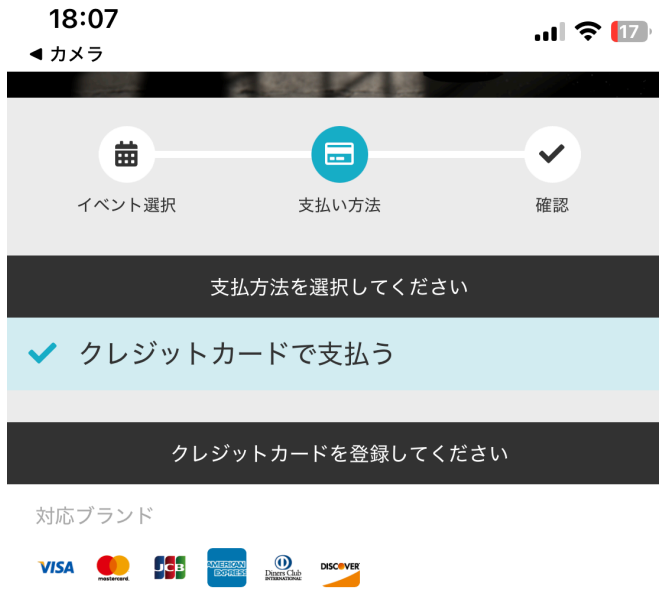 18:07
17
カメラ
イベント選択
支払い方法
確認
支払方法を選択してください
クレジットカードで支払う
クレジットカードを登録してください
対応ブランド
VISA
mastercard.
JCB
AMERICAN
EXPRESS
Diners Club
INTERNATIONAL
DISCOVER